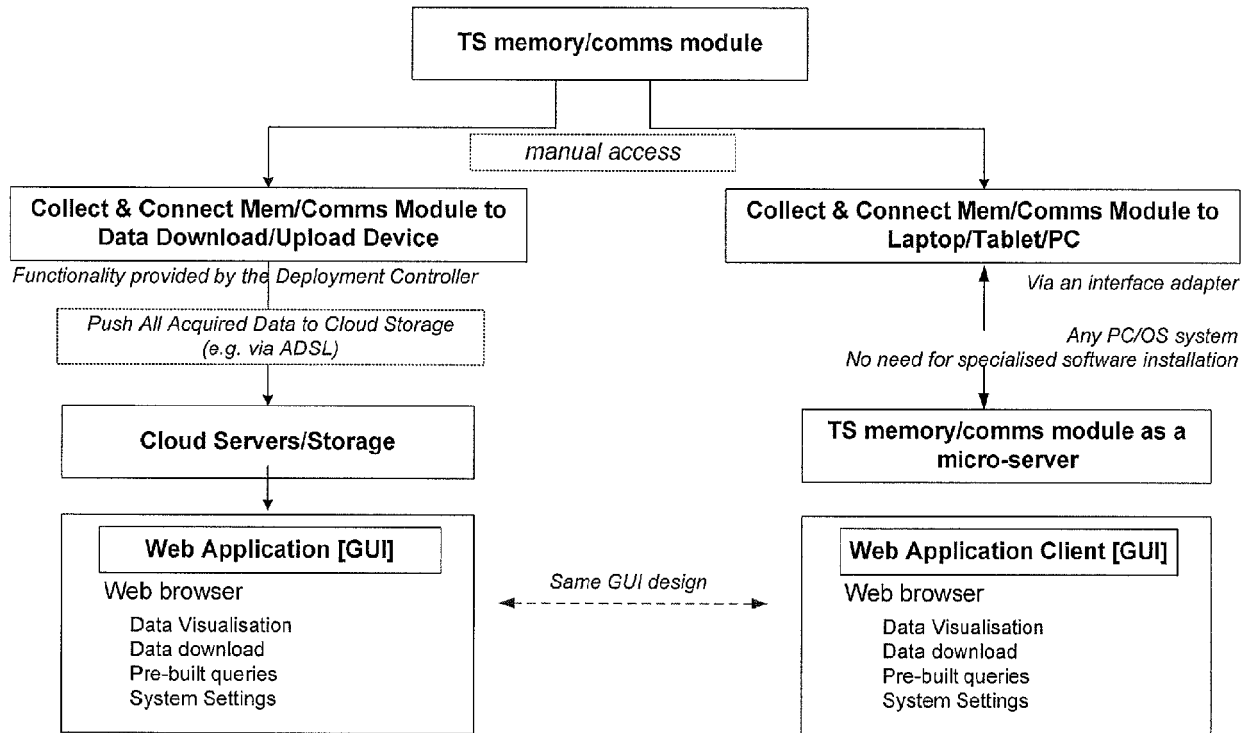 TS memory/comms module
manual access
Collect & Connect Mem/Comms Module to
Data Download/Upload Device
Functionality provided by the Deployment Controller
Push All Acquired Data to Cloud Storage
(e.g. via ADSL)
Cloud Servers/Storage
Web Application [GUI]
Web browser
Data Visualisation
Data download
Pre-built queries
System Settings
Same GUI design
Collect & Connect Mem/Comms Module to
Laptop/Tablet/PC
Via an interface adapter
Any PC/OS system
No need for specialised software installation
TS memory/comms module as a
micro-server
Web Application Client [GUI]
Web browser
Data Visualisation
Data download
Pre-built queries
System Settings